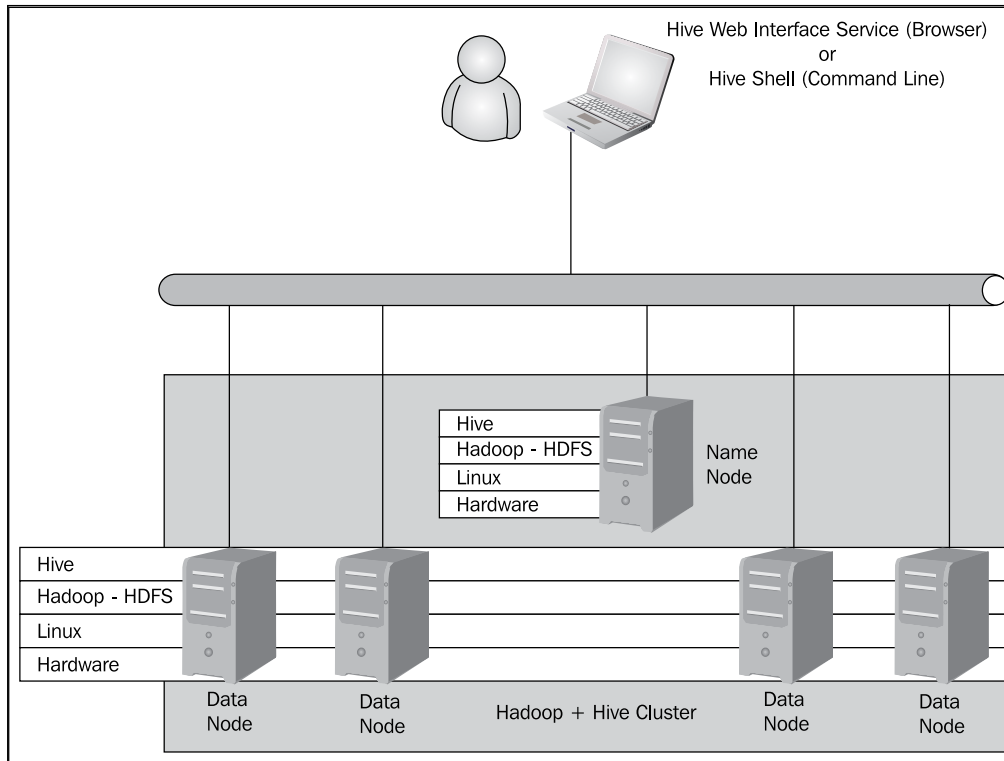 Hive Web Interface Service (Browser)
or
Hive Shell (Command Line)
Hive
Hadoop - HDFS
Linux
Hardware
Name
Node
Hive
Hadoop - HDFS
Linux
Hardware
Data
Node
Data
Node
Hadoop + Hive Cluster
Data
Node
Data
Node